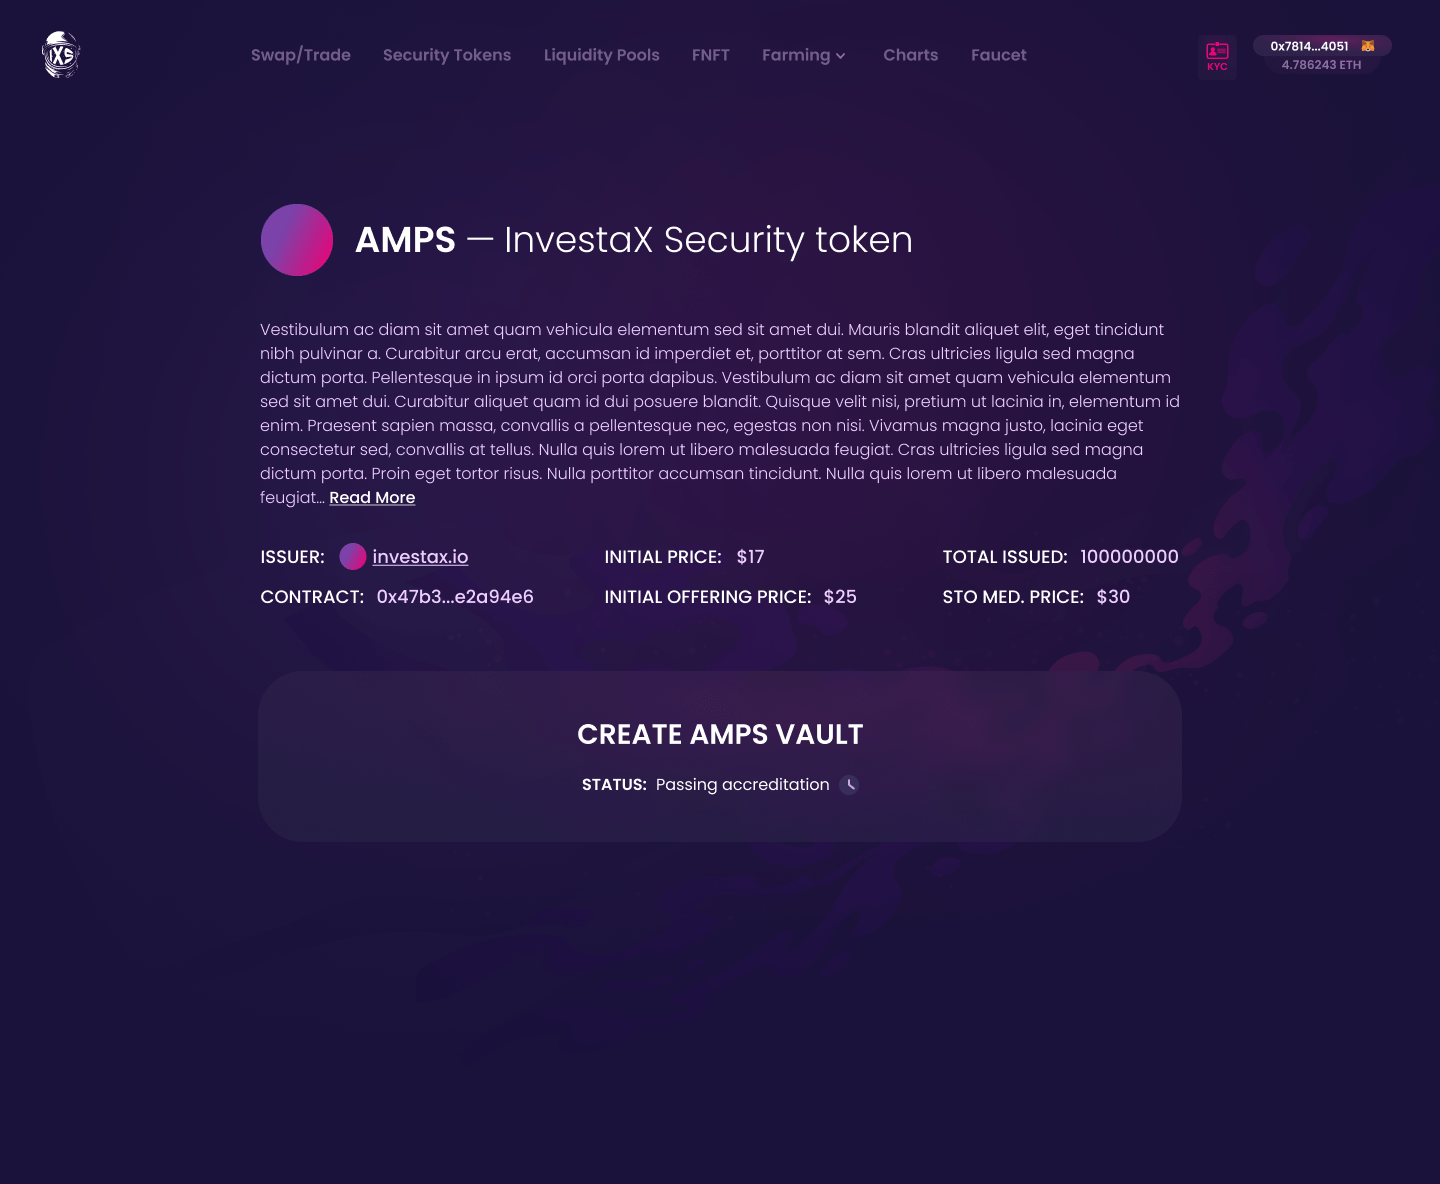 IXS
Swap/Trade Security Tokens Liquidity Pools FNFT Farming Charts Faucet
KYC
0x7814...4051
4.786243 ETH
AMPS — InvestaX Security token
Vestibulum ac diam sit amet quam vehicula elementum sed sit amet dui. Mauris blandit aliquet elit, eget tincidunt
nibh pulvinar a. Curabitur arcu erat, accumsan id imperdiet et, porttitor at sem. Cras ultricies ligula sed magna
dictum porta. Pellentesque in ipsum id orci porta dapibus. Vestibulum ac diam sit amet quam vehicula elementum
sed sit amet dui. Curabitur aliquet quam id dui posuere blandit. Quisque velit nisi, pretium ut lacinia in, elementum id
enim. Praesent sapien massa, convallis a pellentesque nec, egestas non nisi. Vivamus magna justo, lacinia eget
consectetur sed, convallis at tellus. Nulla quis lorem ut libero malesuada feugiat. Cras ultricies ligula sed magna
dictum porta. Proin eget tortor risus. Nulla porttitor accumsan tincidunt. Nulla quis lorem ut libero malesuada
feugiat... Read More
ISSUER: investax.io INITIAL PRICE: $17 TOTAL ISSUED: 100000000
CONTRACT: 0x47b3...e2a94e6 INITIAL OFFERING PRICE: $25 STO MED. PRICE: $30
CREATE AMPS VAULT
STATUS: Passing accreditation